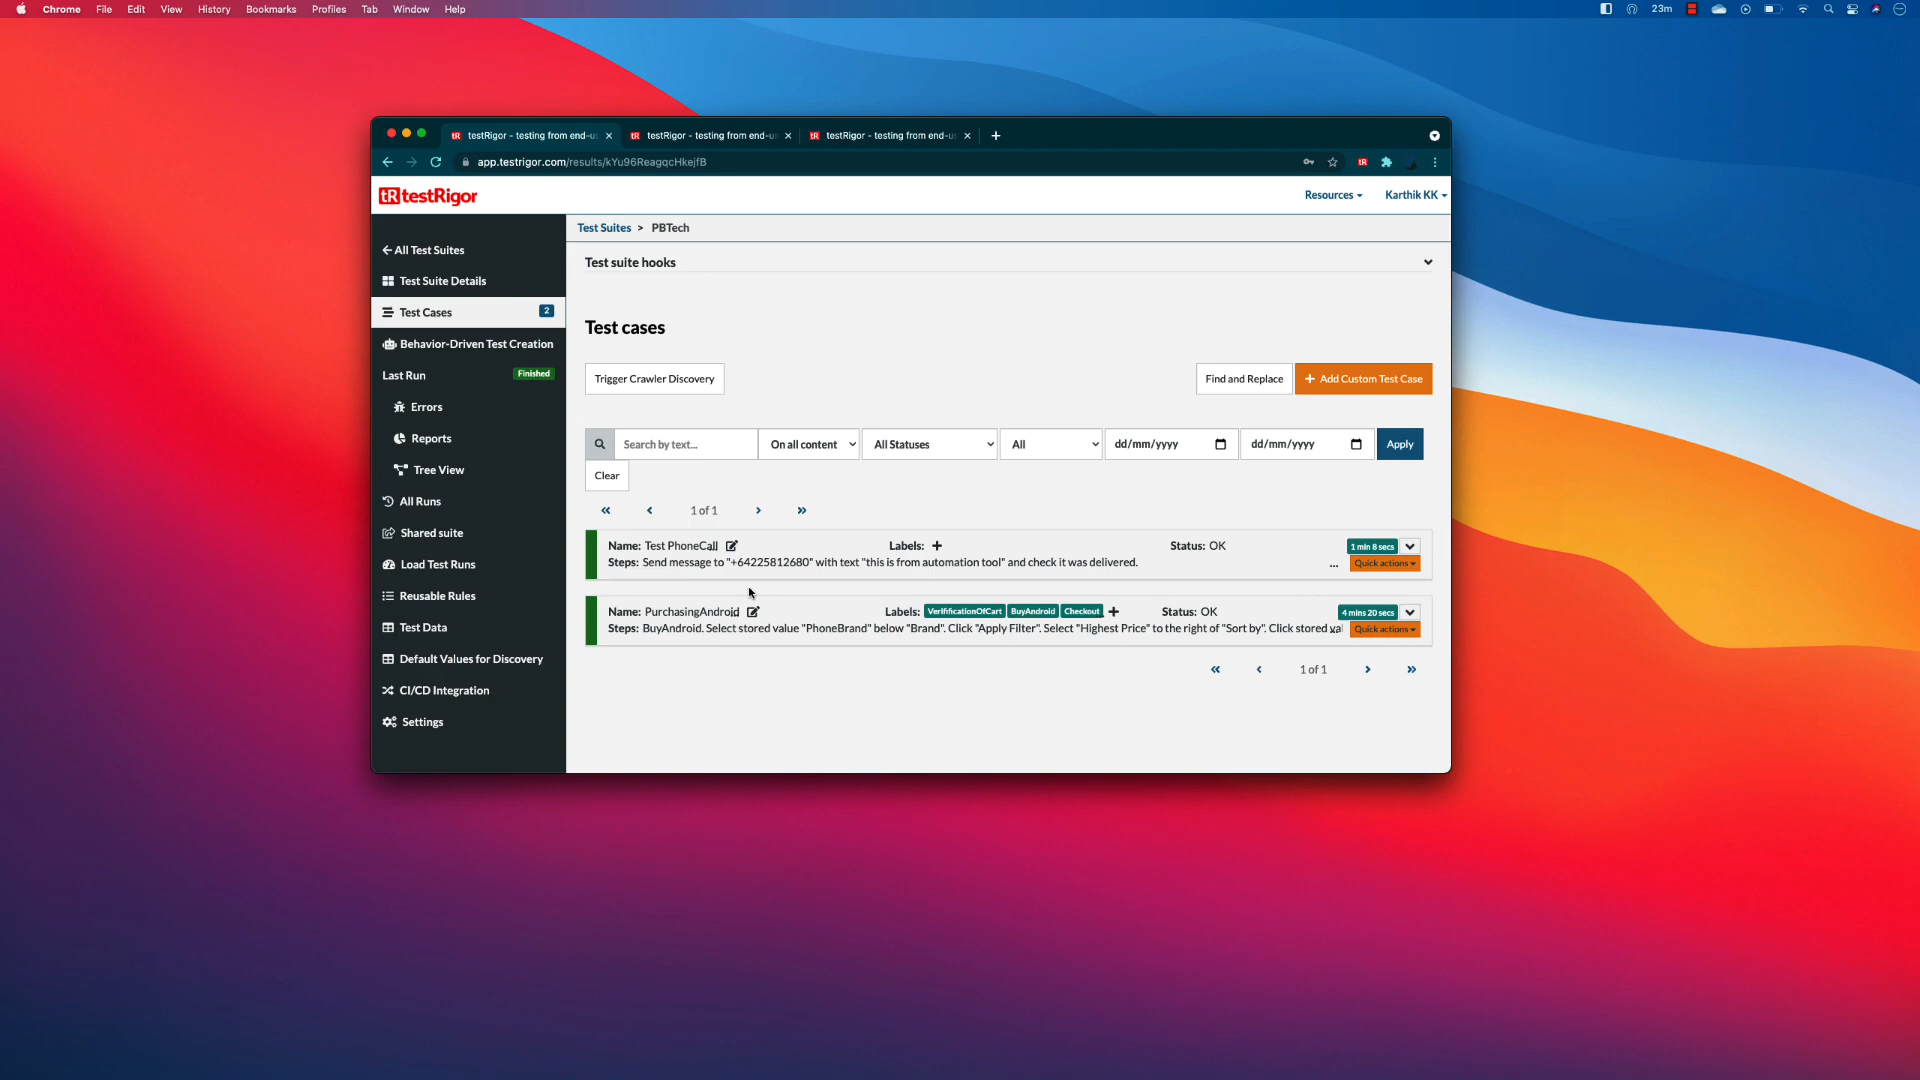 Chrome File Edit View History Bookmarks Profiles Tab Window Help
23m
testRigor - testing from end-u
testRigor - testing from end-u
testRigor - testing from end-u
app.testrigor.com/results/kYu96ReagqcHkejfB
tR
tR testRigor
Resources
Karthik KK
All Test Suites
Test Suite Details
Test Cases 2
Behavior-Driven Test Creation
Last Run Finished
Errors
Reports
Tree View
All Runs
Shared suite
Load Test Runs
Reusable Rules
Test Data
Default Values for Discovery
CI/CD Integration
Settings
Test Suites > PBTech
Test suite hooks
Test cases
Trigger Crawler Discovery
Find and Replace
+ Add Custom Test Case
Search by text...
On all content
All Statuses
All
dd/mm/yyyy
dd/mm/yyyy
Apply
Clear
« ‹ 1 of 1 › »
Name: Test PhoneCall Labels: + Status: OK 1 min 8 secs
Steps: Send message to "+64225812680" with text "this is from automation tool" and check it was delivered. ... Quick actions
Name: PurchasingAndroid Labels: VerIfificationOfCart BuyAndroid Checkout + Status: OK 4 mins 20 secs
Steps: BuyAndroid. Select stored value "PhoneBrand" below "Brand". Click "Apply Filter". Select "Highest Price" to the right of "Sort by". Click stored Quick actions
« ‹ 1 of 1 › »